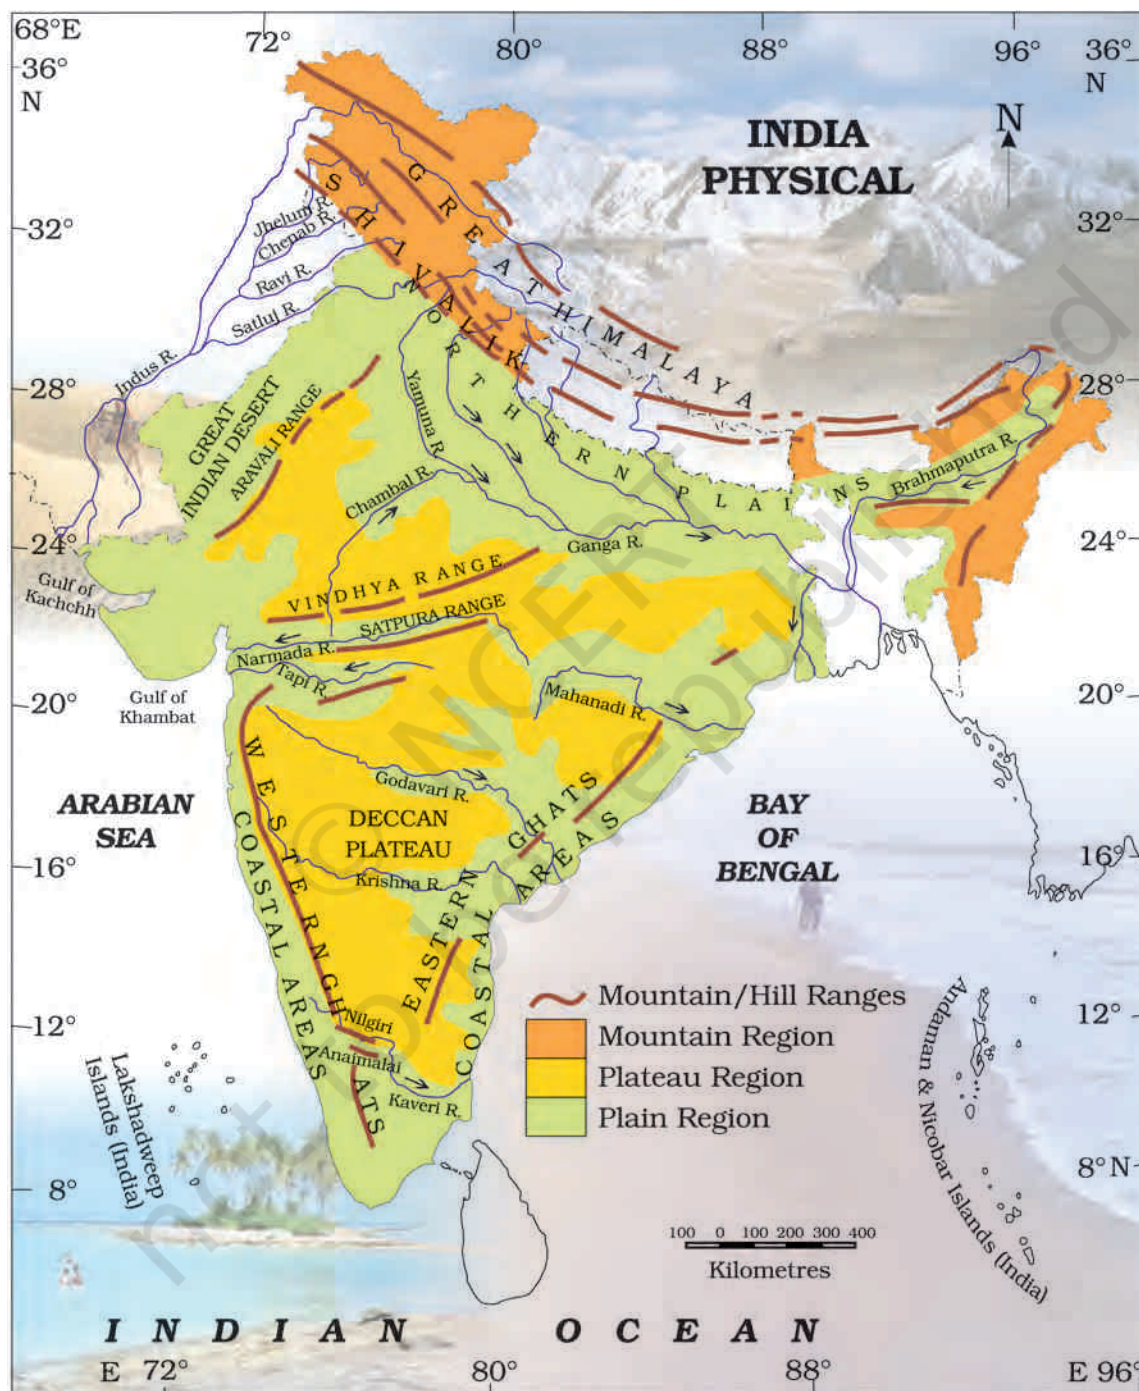 68°E
72°
80°
88°
96°
36°
N
36°
N
INDIA
PHYSICAL
N
GREAT HIMALAYA
SHIVALIK
Jhelum R.
Chenab R.
32°
32°
Ravi R.
Satluj R.
Indus R.
28°
28°
NORTHERN PLAINS
Yamuna R.
GREAT
INDIAN DESERT
ARAVALI RANGE
Chambal R.
Brahmaputra R.
24°
24°
Ganga R.
Gulf of
Kachchh
VINDHYA RANGE
SATPURA RANGE
Narmada R.
Tapi R.
Mahanadi R.
20°
20°
Gulf of
Khambat
Godavari R.
ARABIAN
SEA
WESTERN GHATS
COASTAL AREAS
DECCAN
PLATEAU
EASTERN GHATS
COASTAL AREAS
BAY
OF
BENGAL
16°
16°
Krishna R.
12°
12°
Nilgiri
Anaimalai
Kaveri R.
Lakshadweep
Islands (India)
Andaman & Nicobar Islands (India)
Mountain/Hill Ranges
Mountain Region
Plateau Region
Plain Region
8°
8° N
100 0 100 200 300 400
Kilometres
INDIAN OCEAN
E 72°
80°
88°
E 96°
© NCERT
not to be republished